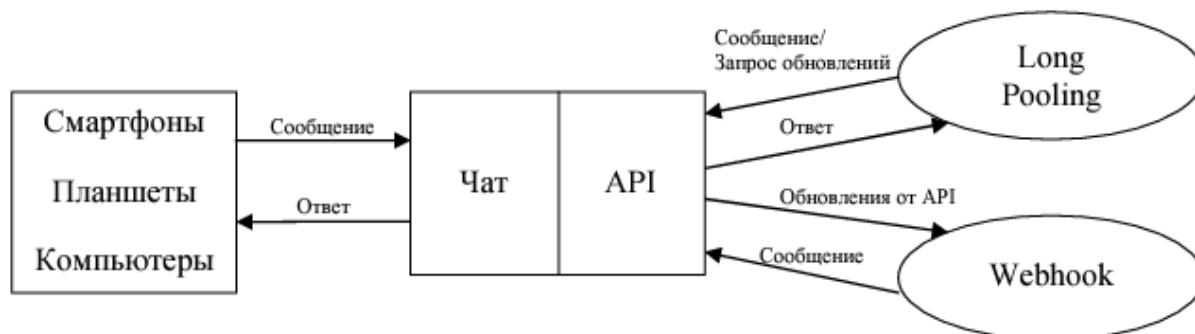 Смартфоны
Планшеты
Компьютеры
Сообщение
Ответ
Чат
API
Сообщение/
Запрос обновлений
Ответ
Обновления от API
Сообщение
Long
Pooling
Webhook